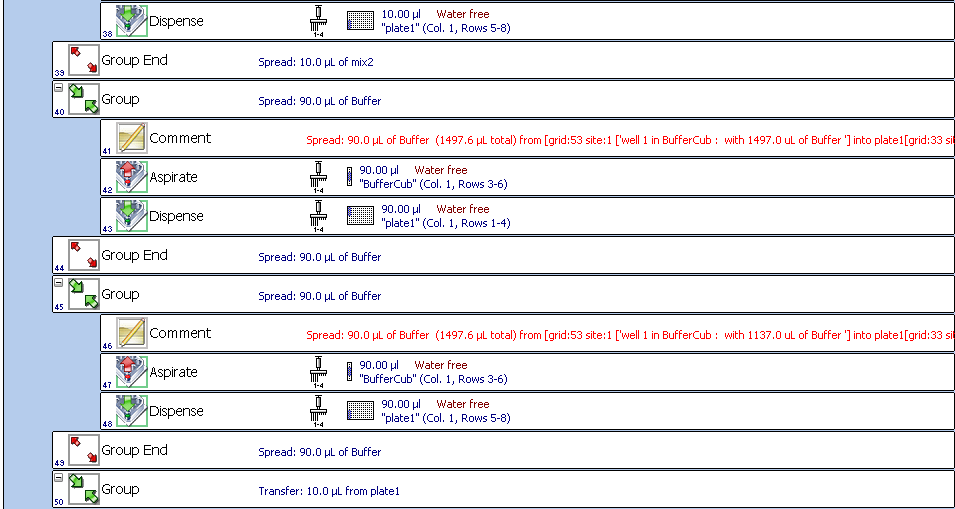 38 Dispense 1-4 10.00 µl Water free
"plate1" (Col. 1, Rows 5-8)
39 Group End Spread: 10.0 µL of mix2
40 Group Spread: 90.0 µL of Buffer
41 Comment Spread: 90.0 µL of Buffer (1497.6 µL total) from [grid:53 site:1 ['well 1 in BufferCub : with 1497.0 uL of Buffer '] into plate1[grid:33 si
42 Aspirate 1-4 90.00 µl Water free
"BufferCub" (Col. 1, Rows 3-6)
43 Dispense 1-4 90.00 µl Water free
"plate1" (Col. 1, Rows 1-4)
44 Group End Spread: 90.0 µL of Buffer
45 Group Spread: 90.0 µL of Buffer
46 Comment Spread: 90.0 µL of Buffer (1497.6 µL total) from [grid:53 site:1 ['well 1 in BufferCub : with 1137.0 uL of Buffer '] into plate1[grid:33 si
47 Aspirate 1-4 90.00 µl Water free
"BufferCub" (Col. 1, Rows 3-6)
48 Dispense 1-4 90.00 µl Water free
"plate1" (Col. 1, Rows 5-8)
49 Group End Spread: 90.0 µL of Buffer
50 Group Transfer: 10.0 µL from plate1